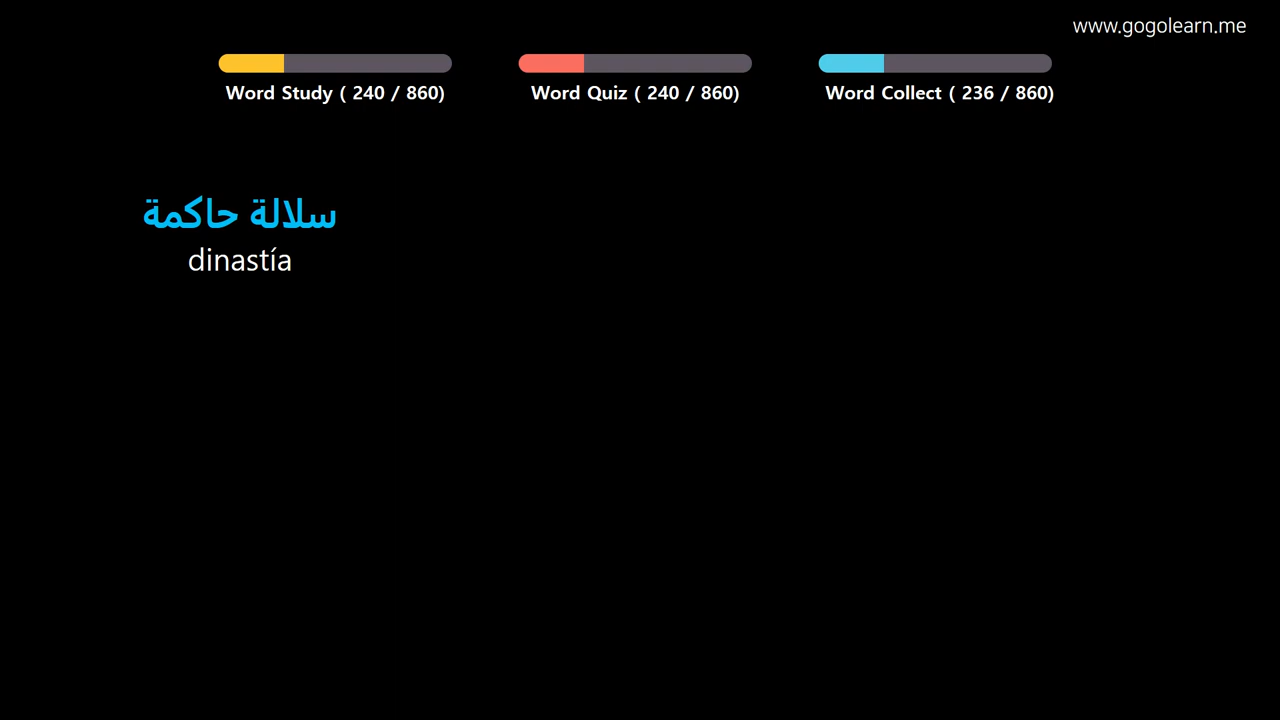 www.gogolearn.me
Word Study ( 240 / 860)
Word Quiz ( 240 / 860)
Word Collect ( 236 / 860)
سلالة حاكمة
dinastía